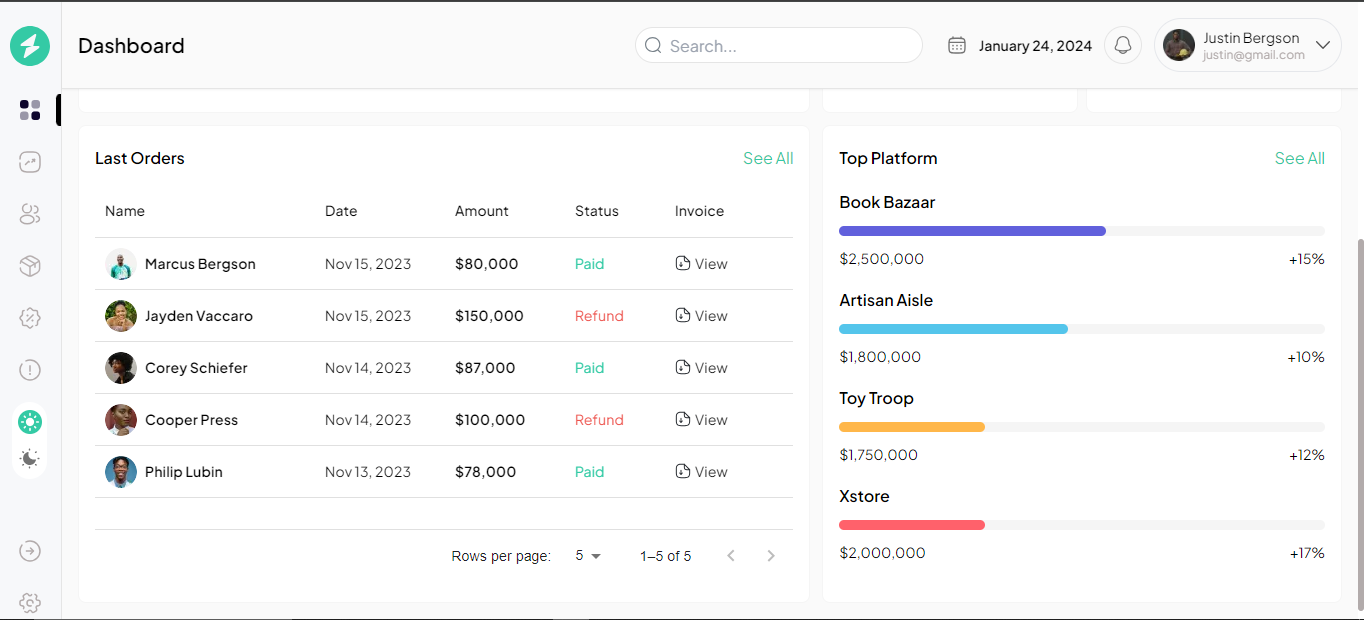 Dashboard
Search...
January 24, 2024
Justin Bergson
justin@gmail.com
Last Orders
See All
Name Date Amount Status Invoice
Marcus Bergson Nov 15, 2023 $80,000 Paid View
Jayden Vaccaro Nov 15, 2023 $150,000 Refund View
Corey Schiefer Nov 14, 2023 $87,000 Paid View
Cooper Press Nov 14, 2023 $100,000 Refund View
Philip Lubin Nov 13, 2023 $78,000 Paid View
Rows per page: 5 1–5 of 5
Top Platform
See All
Book Bazaar
$2,500,000 +15%
Artisan Aisle
$1,800,000 +10%
Toy Troop
$1,750,000 +12%
Xstore
$2,000,000 +17%